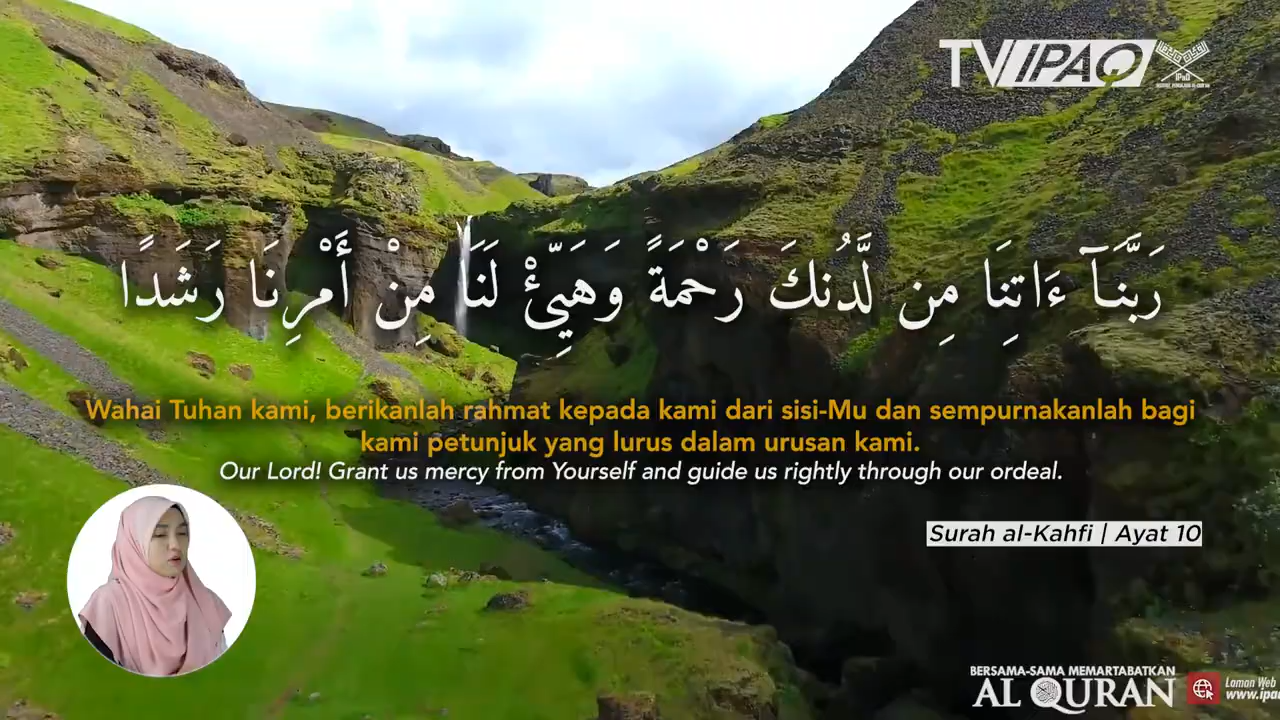 TV IPAQ
IPaQ
رَبَّنَآ ءَاتِنَا مِن لَّدُنكَ رَحْمَةً وَهَيِّئْ لَنَا مِنْ أَمْرِنَا رَشَدًا
Wahai Tuhan kami, berikanlah rahmat kepada kami dari sisi-Mu dan sempurnakanlah bagi
kami petunjuk yang lurus dalam urusan kami.
Our Lord! Grant us mercy from Yourself and guide us rightly through our ordeal.
Surah al-Kahfi | Ayat 10
BERSAMA-SAMA MEMARTABATKAN
AL QURAN
Laman Web